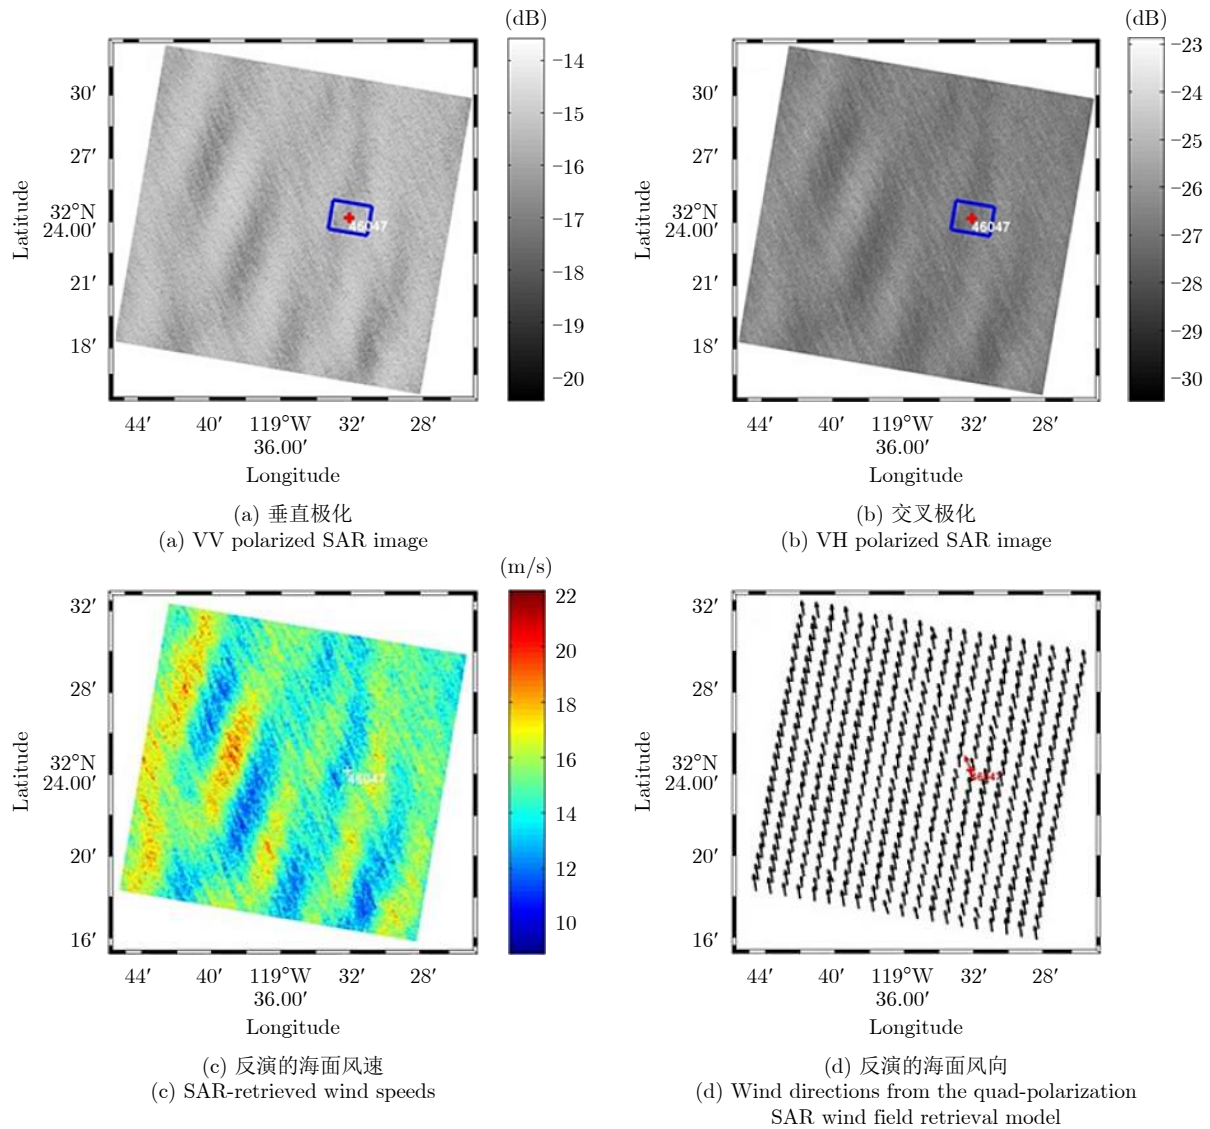 (dB)
30′
27′
32°N
24.00′
21′
18′
Latitude
46047
44′ 40′ 119°W 32′ 28′
36.00′
Longitude
−14
−15
−16
−17
−18
−19
−20
(a) 垂直极化
(a) VV polarized SAR image
(dB)
30′
27′
32°N
24.00′
21′
18′
Latitude
46047
44′ 40′ 119°W 32′ 28′
36.00′
Longitude
−23
−24
−25
−26
−27
−28
−29
−30
(b) 交叉极化
(b) VH polarized SAR image
(m/s)
32′
28′
32°N
24.00′
20′
16′
Latitude
46047
44′ 40′ 119°W 32′ 28′
36.00′
Longitude
22
20
18
16
14
12
10
(c) 反演的海面风速
(c) SAR-retrieved wind speeds
32′
28′
32°N
24.00′
20′
16′
Latitude
46047
44′ 40′ 119°W 32′ 28′
36.00′
Longitude
(d) 反演的海面风向
(d) Wind directions from the quad-polarization
SAR wind field retrieval model